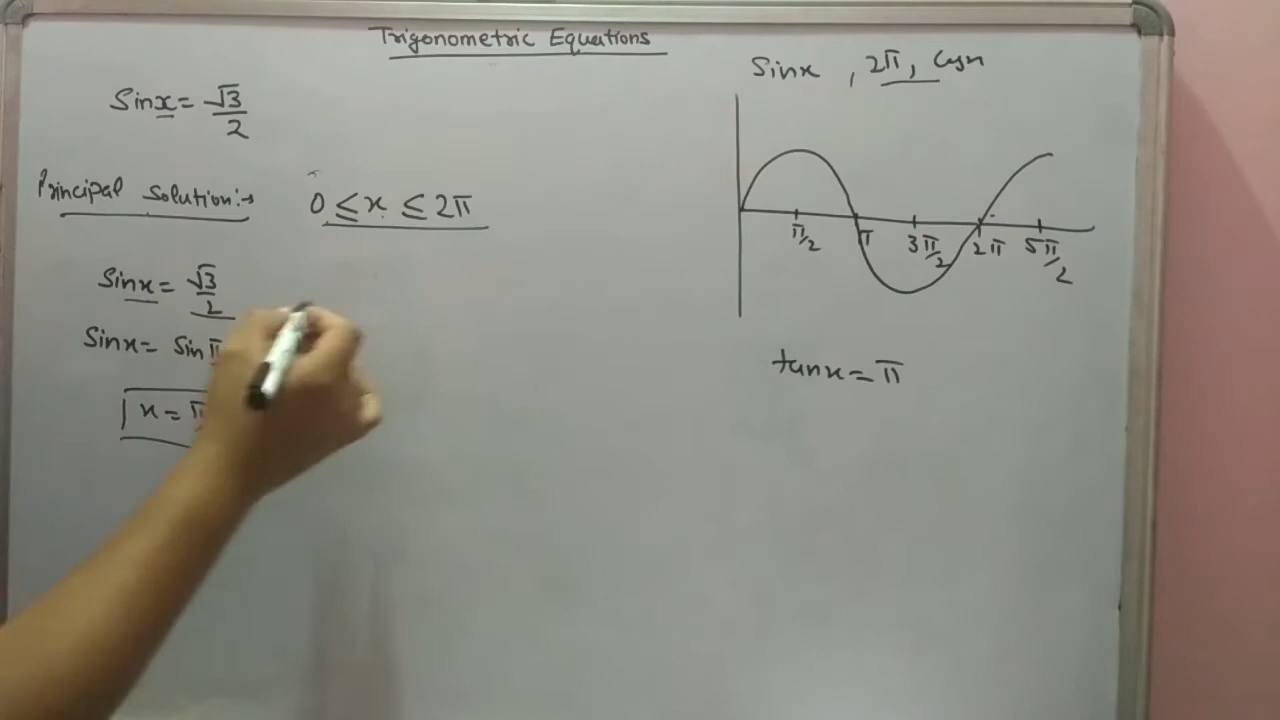 Trigonometric Equations
Sinx = √3/2
Principal Solution:→ 0 ≤ x ≤ 2π
Sinx = √3/2
Sinx = Sin π
x = π
Sinx , 2π,
π/2 π 3π/2 2π 5π/2
tanx = π